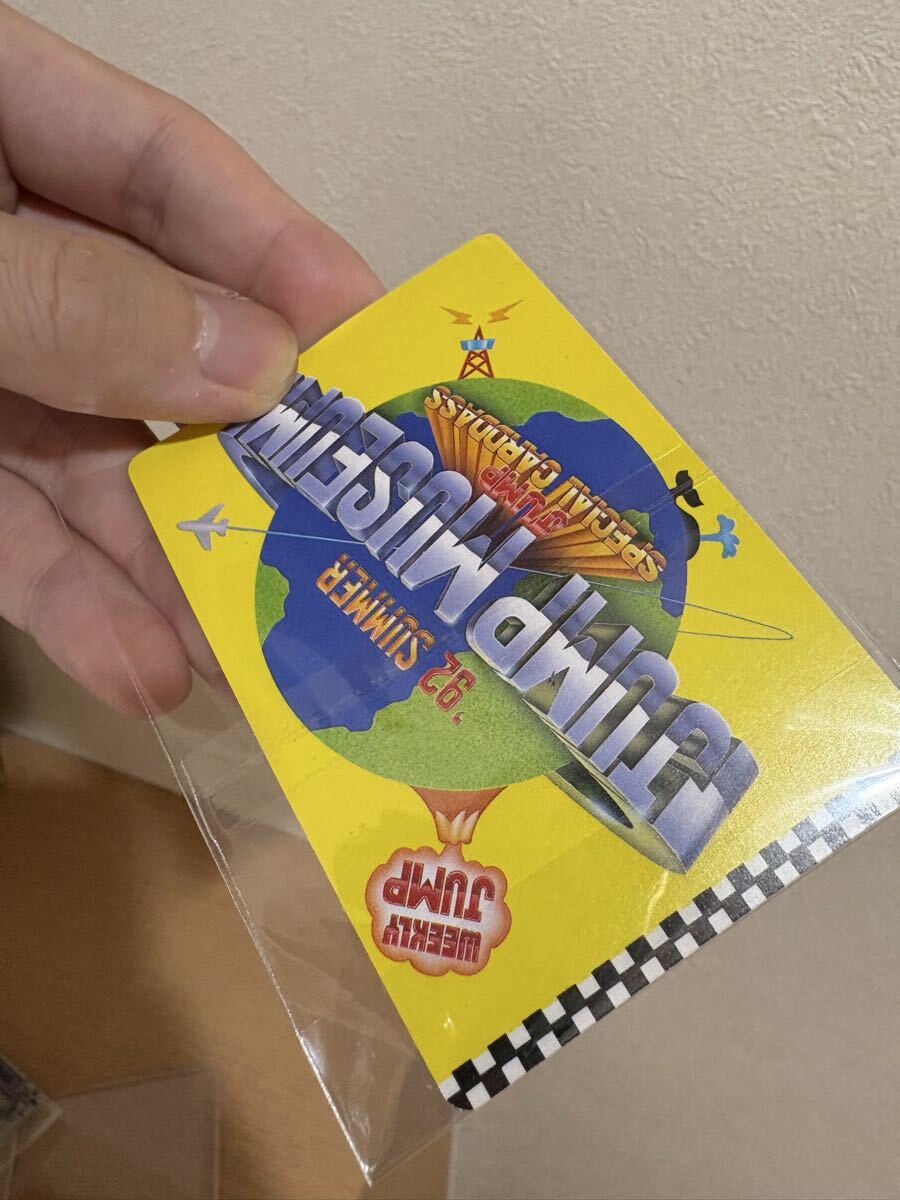 WEEKLY
JUMP
'92
SUMMER
JUMP MUSEUM
JUMP
SPECIAL CARDDASS